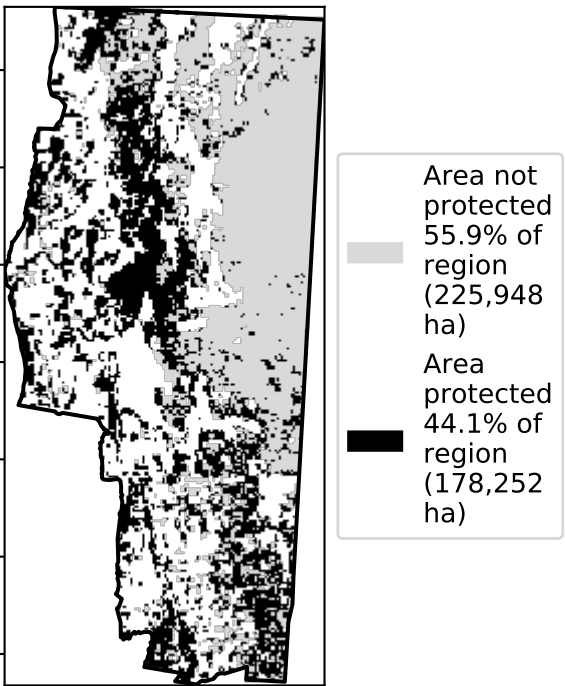 Area not
protected
55.9% of
region
(225,948
ha)
Area
protected
44.1% of
region
(178,252
ha)